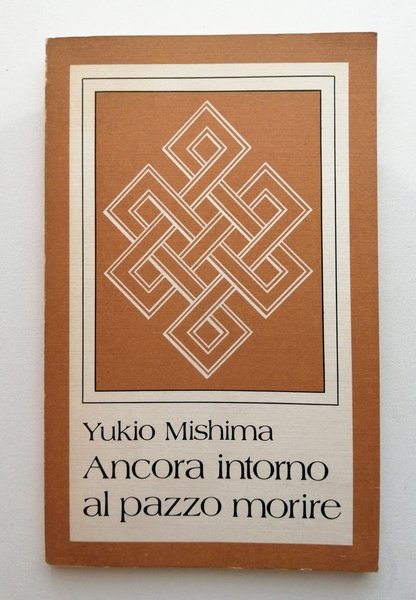 Yukio Mishima
Ancora intorno
al pazzo morire